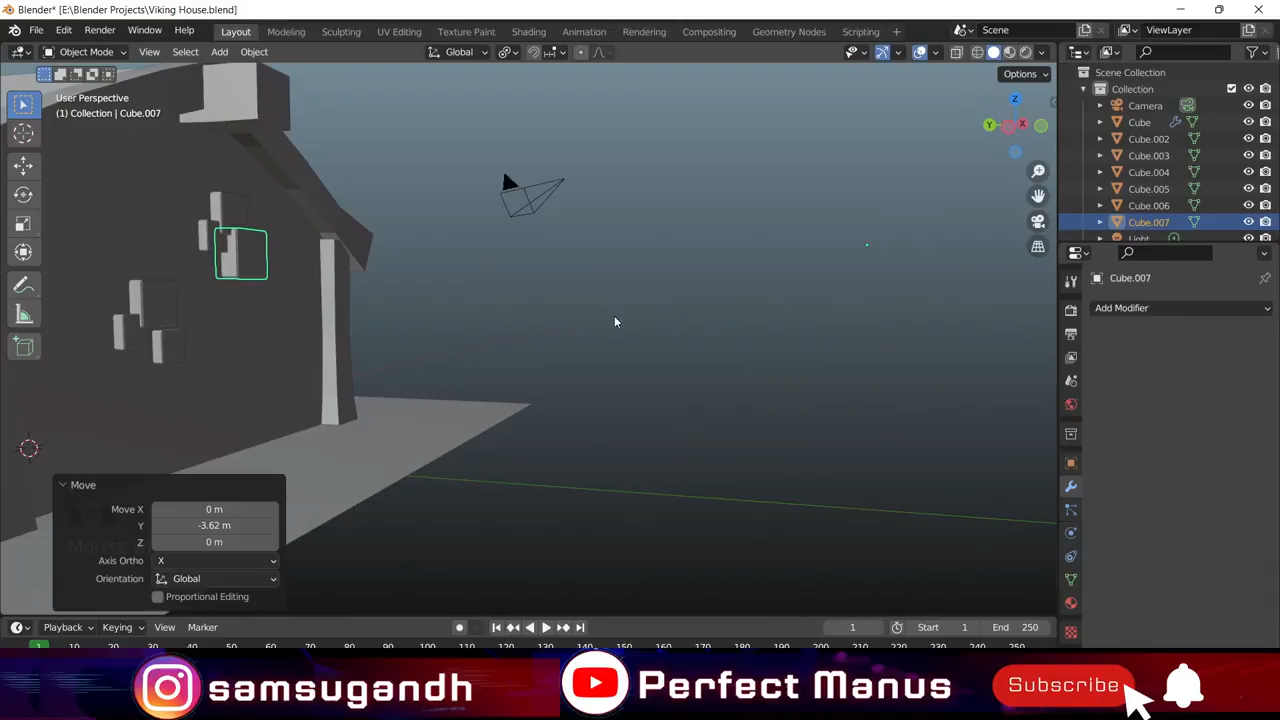 Blender* [E:\Blender Projects\Viking House.blend]
File Edit Render Window Help Layout Modeling Sculpting UV Editing Texture Paint Shading Animation Rendering Compositing Geometry Nodes Scripting + Scene ViewLayer
Object Mode View Select Add Object Global
Options
User Perspective
(1) Collection | Cube.007
Z
Y
X
Scene Collection
Collection
Camera
Cube
Cube.002
Cube.003
Cube.004
Cube.005
Cube.006
Cube.007
Light
Cube.007
Add Modifier
Move
Move X 0 m
Y -3.62 m
Z 0 m
Axis Ortho X
Orientation Global
Proportional Editing
Playback Keying View Marker 1 Start 1 End 250
1 10 20 30 40 50 60 70 80 90 100 110 120 130 140 150 160 170 180 190 200 210 220 230 240 250
samsugandh Perfect Manus Subscribe